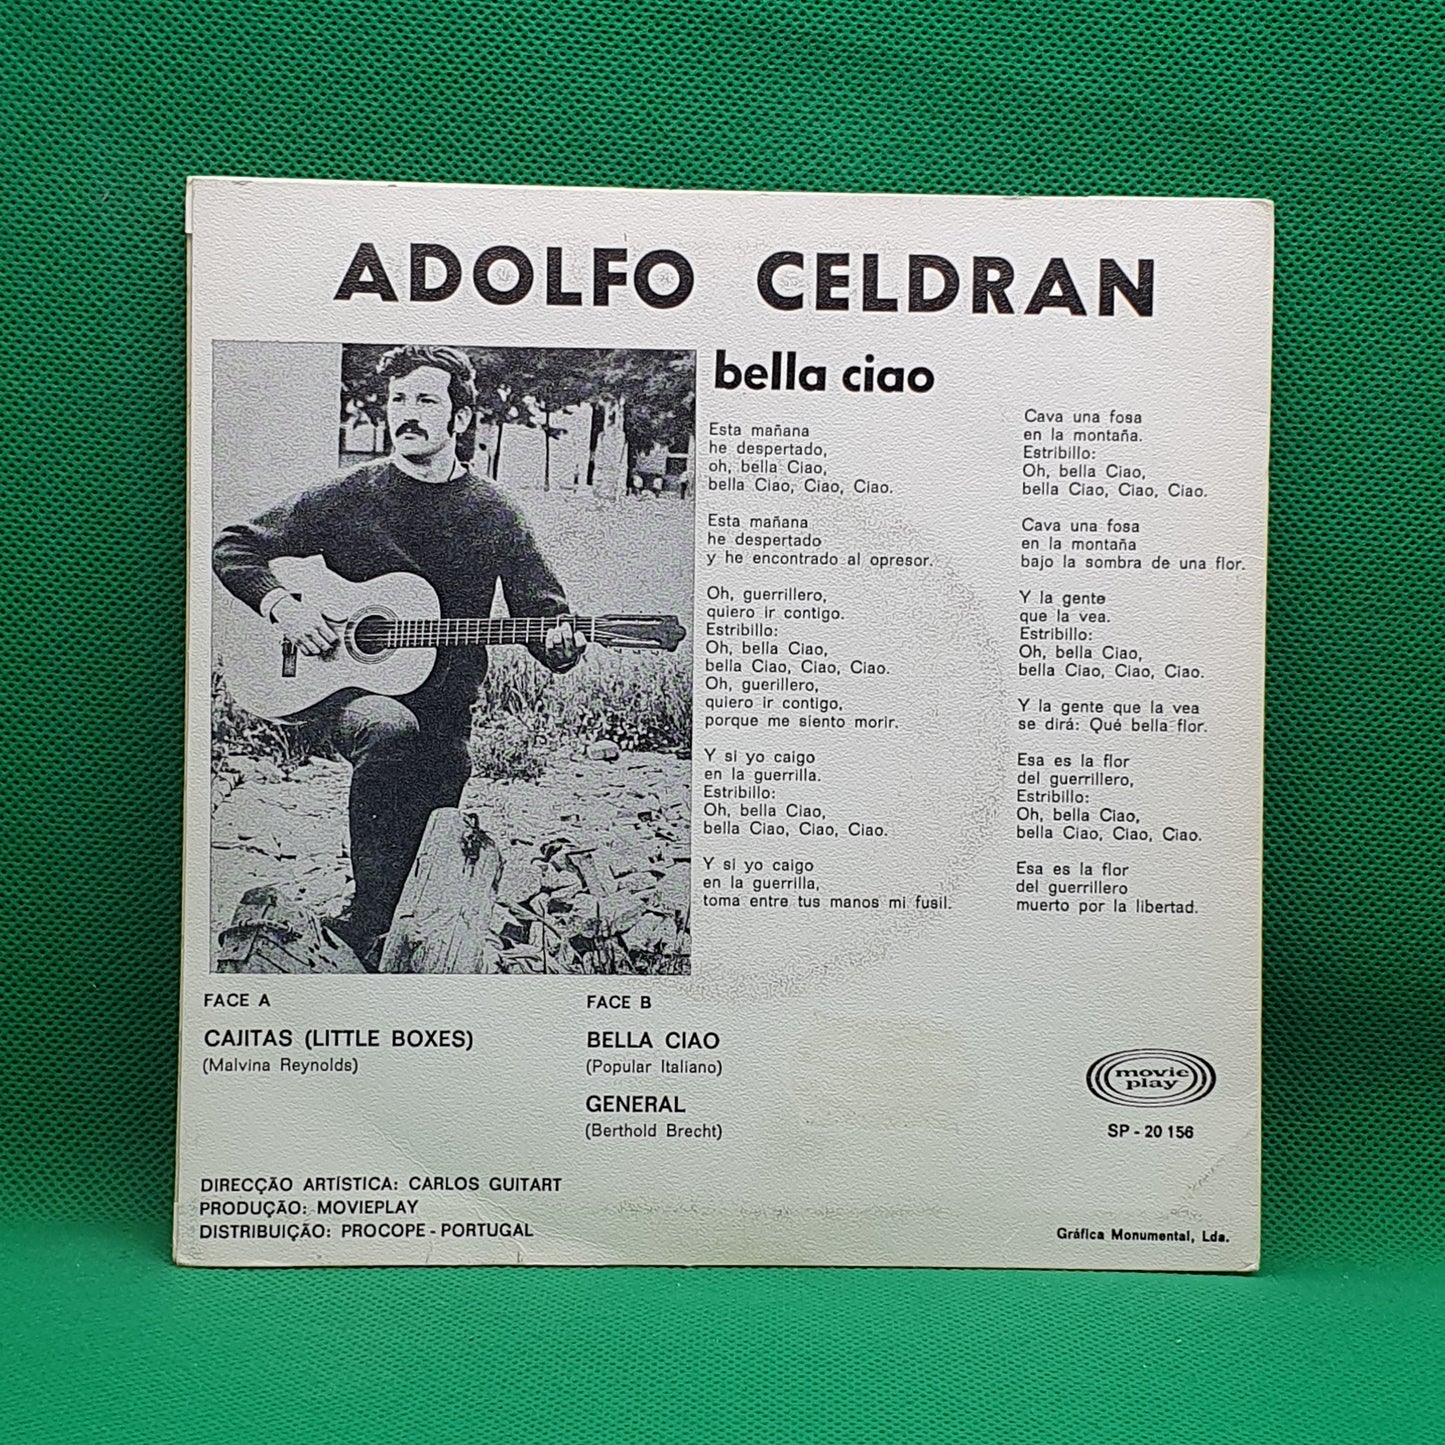 ADOLFO CELDRAN
bella ciao
Esta mañana
he despertado,
oh, bella Ciao,
bella Ciao, Ciao, Ciao.
Esta mañana
he despertado
y he encontrado al opresor.
Oh, guerrillero,
quiero ir contigo.
Estribillo:
Oh, bella Ciao,
bella Ciao, Ciao, Ciao.
Oh, guerillero,
quiero ir contigo,
porque me siento morir.
Y si yo caigo
en la guerrilla.
Estribillo:
Oh, bella Ciao,
bella Ciao, Ciao, Ciao.
Y si yo caigo
en la guerrilla,
toma entre tus manos mi fusil.
Cava una fosa
en la montaña.
Estribillo:
Oh, bella Ciao,
bella Ciao, Ciao, Ciao.
Cava una fosa
en la montaña
bajo la sombra de una flor.
Y la gente
que la vea.
Estribillo:
Oh, bella Ciao,
bella Ciao, Ciao, Ciao.
Y la gente que la vea
se dirá: Qué bella flor.
Esa es la flor
del guerrillero,
Estribillo:
Oh, bella Ciao,
bella Ciao, Ciao, Ciao.
Esa es la flor
del guerrillero
muerto por la libertad.
FACE A
CAJITAS (LITTLE BOXES)
(Malvina Reynolds)
FACE B
BELLA CIAO
(Popular Italiano)
GENERAL
(Berthold Brecht)
movie
play
SP - 20 156
DIRECÇÃO ARTÍSTICA: CARLOS GUITART
PRODUÇÃO: MOVIEPLAY
DISTRIBUIÇÃO: PROCOPE - PORTUGAL
Gráfica Monumental, Lda.